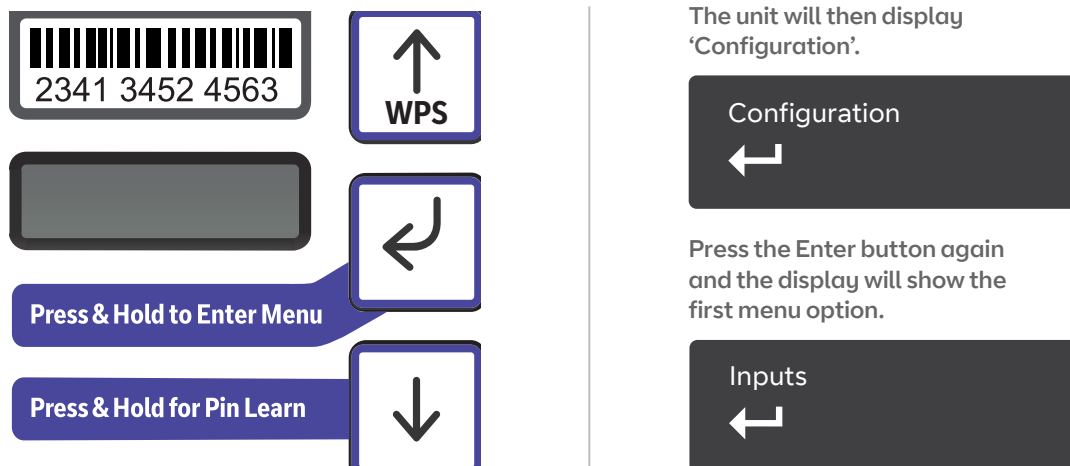 2341 3452 4563
WPS
Press & Hold to Enter Menu
Press & Hold for Pin Learn
The unit will then display
‘Configuration’.
Configuration
Press the Enter button again
and the display will show the
first menu option.
Inputs